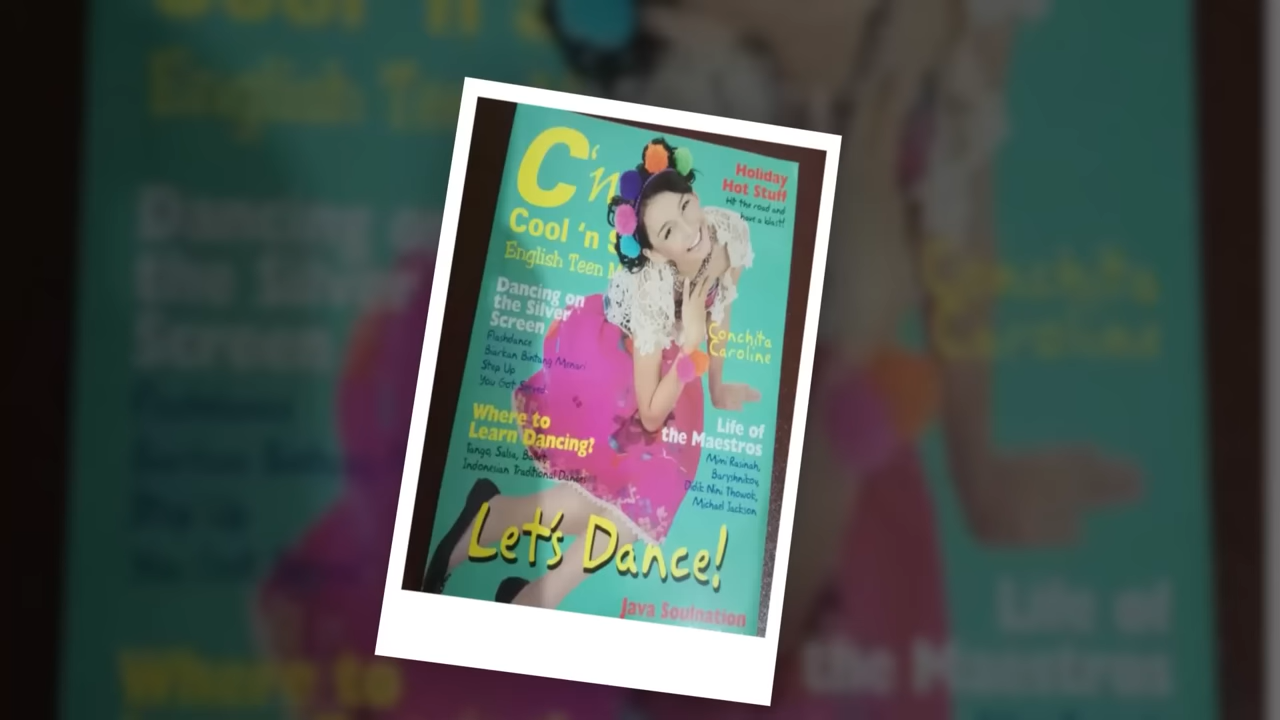 C'n
Cool 'n S
English Teen M
Holiday
Hot Stuff
Hit the road and
have a blast!
Dancing on
the Silver
Screen
Flashdance
Biarkan Bintang Menari
Step Up
You Got Served
Conchita
Caroline
Where to
Learn Dancing?
Tango, Salsa, Ballet,
Indonesian Traditional Dances
Life of
the Maestros
Mimi Rasinah,
Baryshnikov,
Didik Nini Thowok,
Michael Jackson
Let's Dance!
Java Soulnation